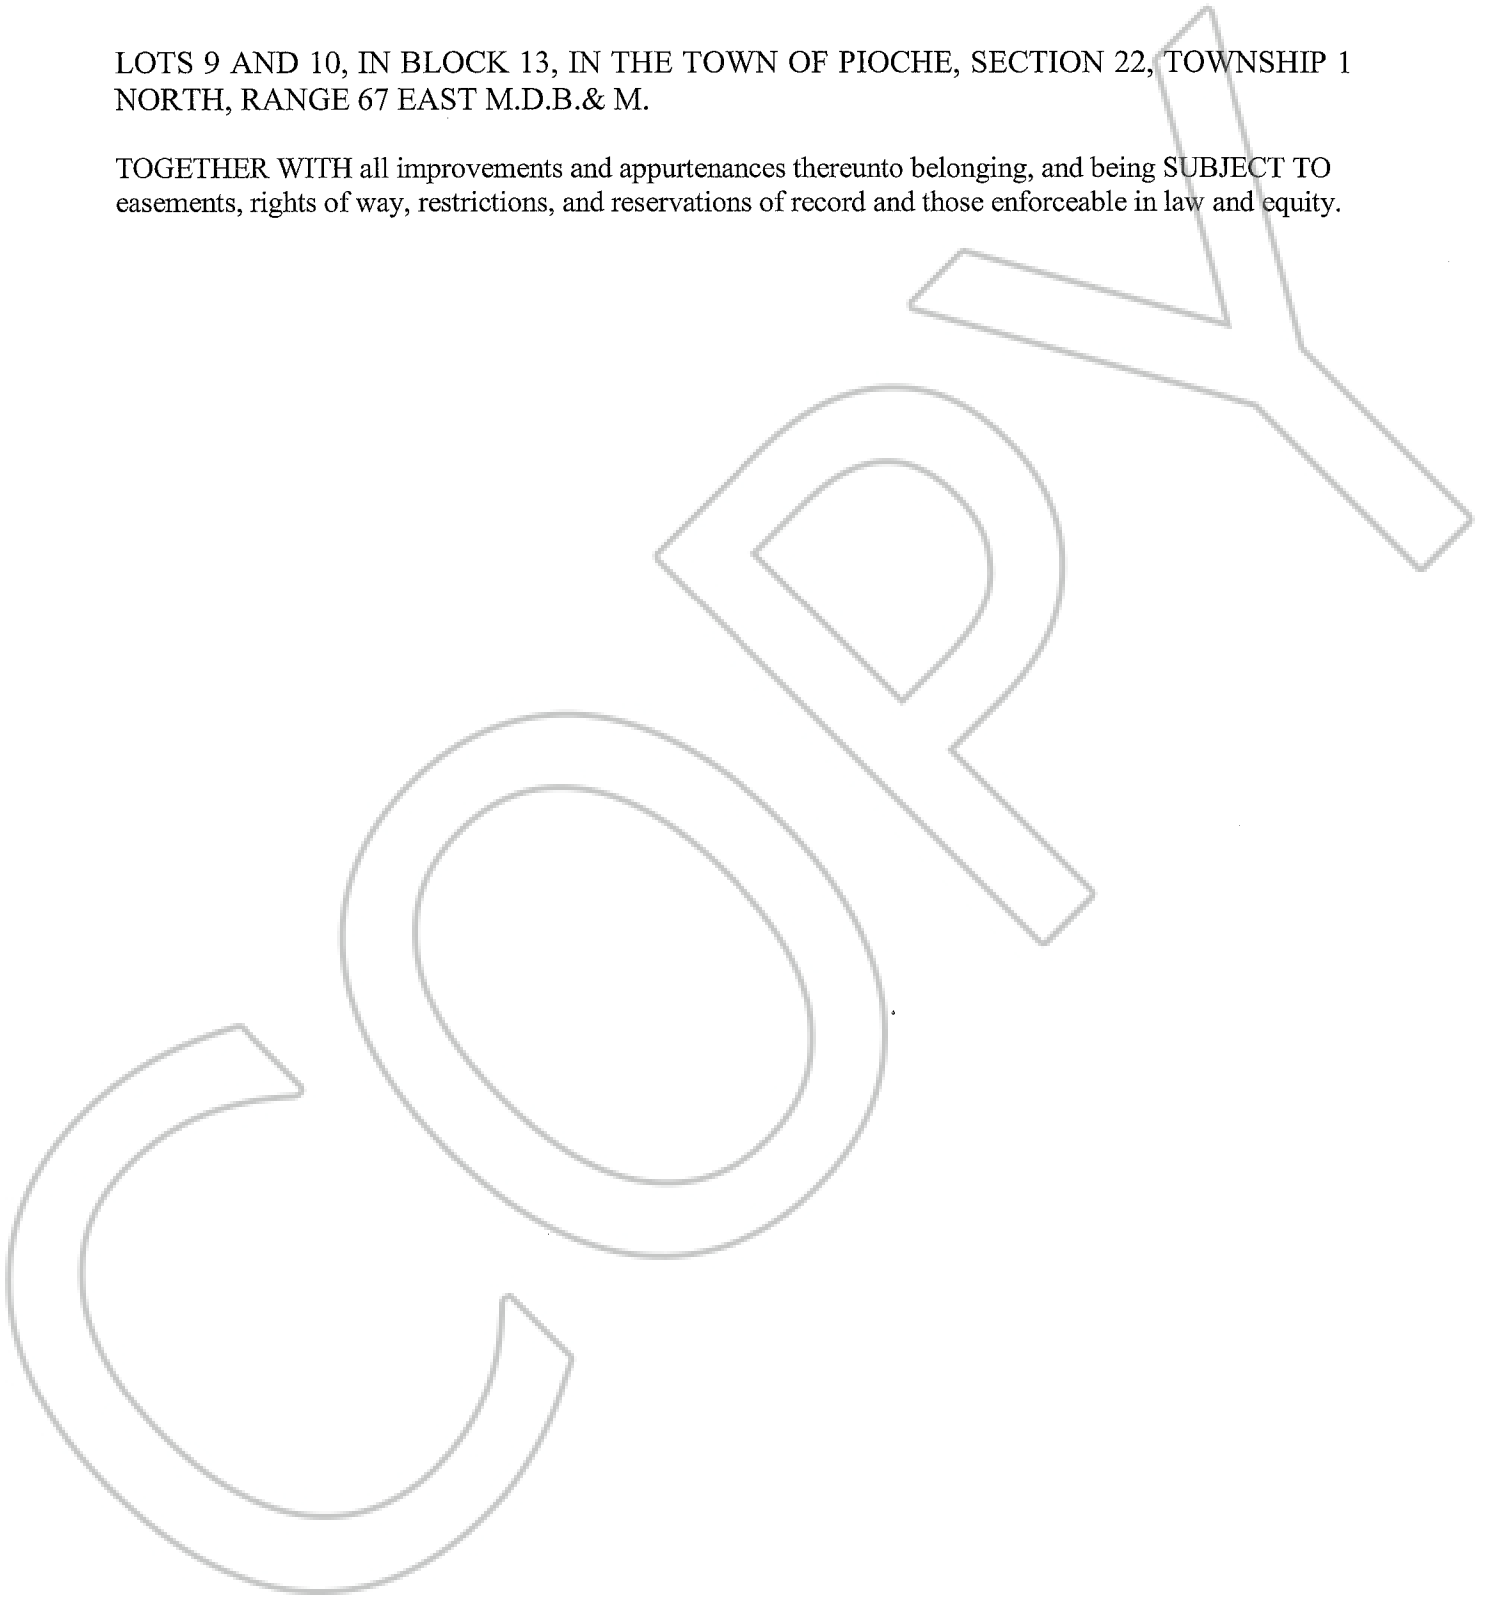 LOTS 9 AND 10, IN BLOCK 13, IN THE TOWN OF PIOCHE, SECTION 22, TOWNSHIP 1
NORTH, RANGE 67 EAST M.D.B.& M.
TOGETHER WITH all improvements and appurtenances thereunto belonging, and being SUBJECT TO
easements, rights of way, restrictions, and reservations of record and those enforceable in law and equity.
COPY